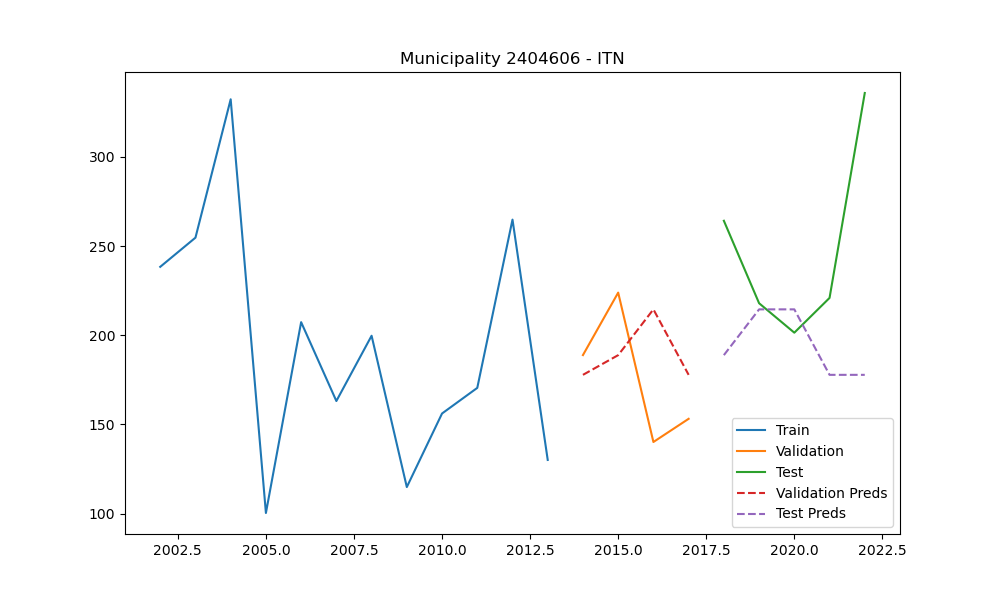 Municipality 2404606 - ITN
300
250
200
150
100
2002.5 2005.0 2007.5 2010.0 2012.5 2015.0 2017.5 2020.0 2022.5
Train
Validation
Test
Validation Preds
Test Preds